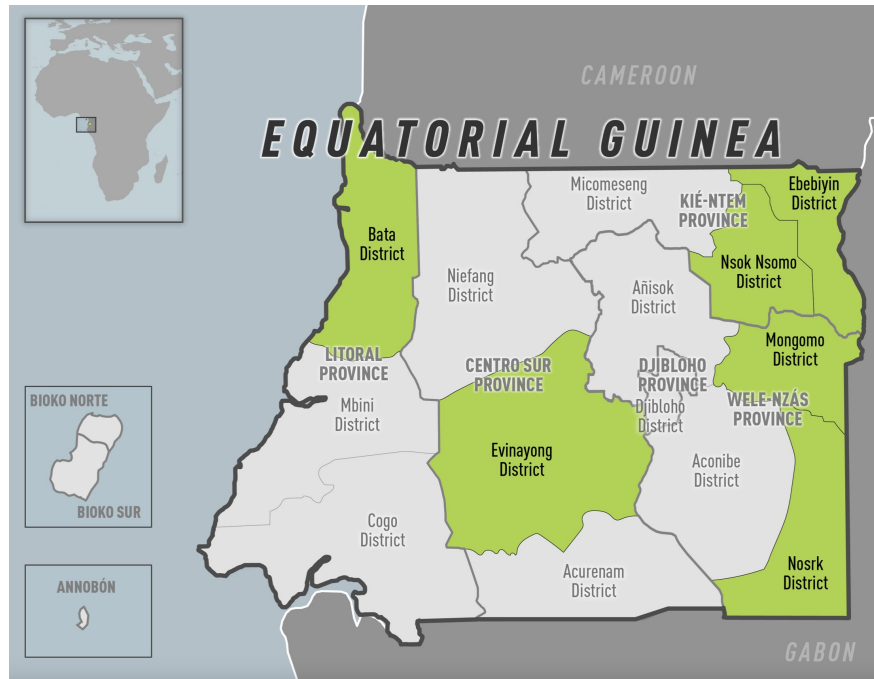 CAMEROON
EQUATORIAL GUINEA
Micomeseng
District
KIÉ-NTEM
PROVINCE
Ebebiyin
District
Bata
District
Niefang
District
Añisok
District
Nsok Nsomo
District
Mongomo
District
LITORAL
PROVINCE
CENTRO SUR
PROVINCE
DJIBLOHO
PROVINCE
Djibloho
District
WELE-NZÁS
PROVINCE
BIOKO NORTE
BIOKO SUR
Mbini
District
Evinayong
District
Aconibe
District
Cogo
District
Acurenam
District
Nosrk
District
ANNOBÓN
GABON